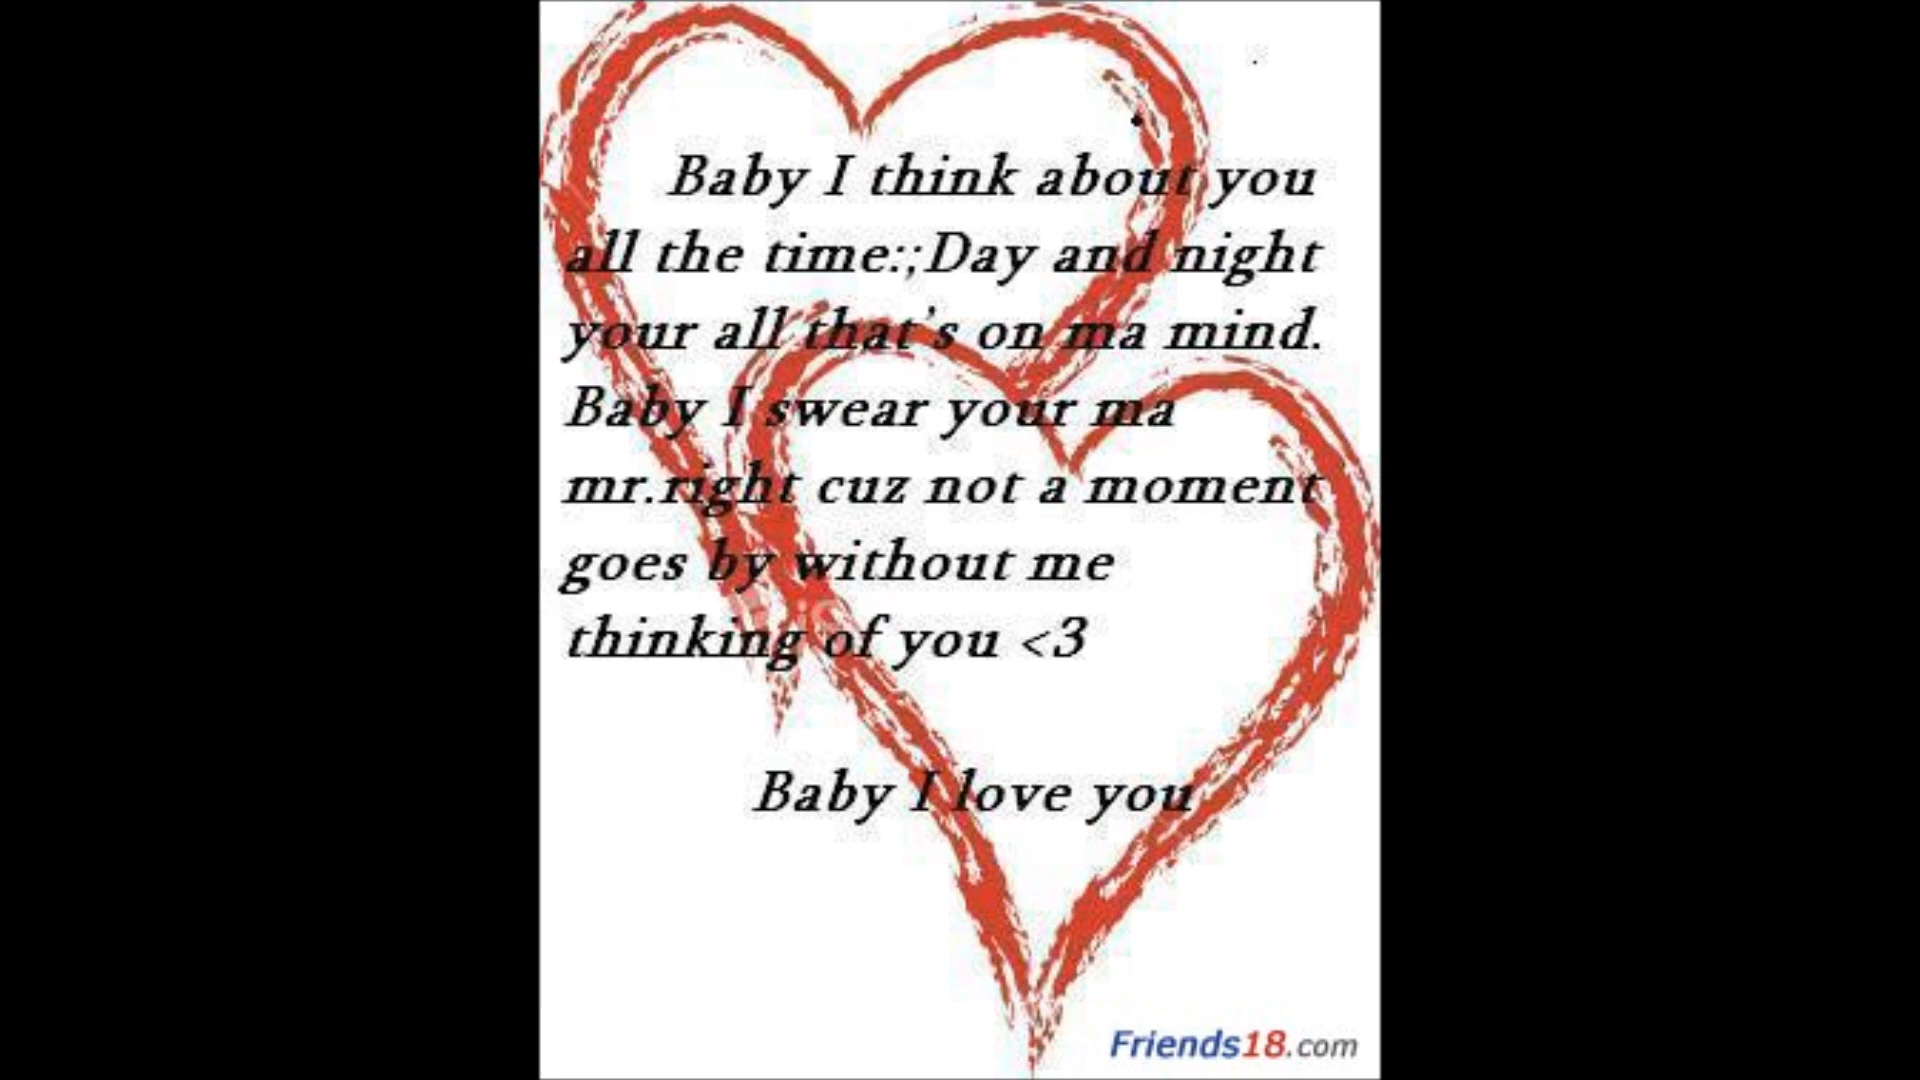 Baby I think about you
all the time:;Day and night
your all that's on ma mind.
Baby I swear your ma
mr.right cuz not a moment
goes by without me
thinking of you <3
Baby I love you
Friends18.com